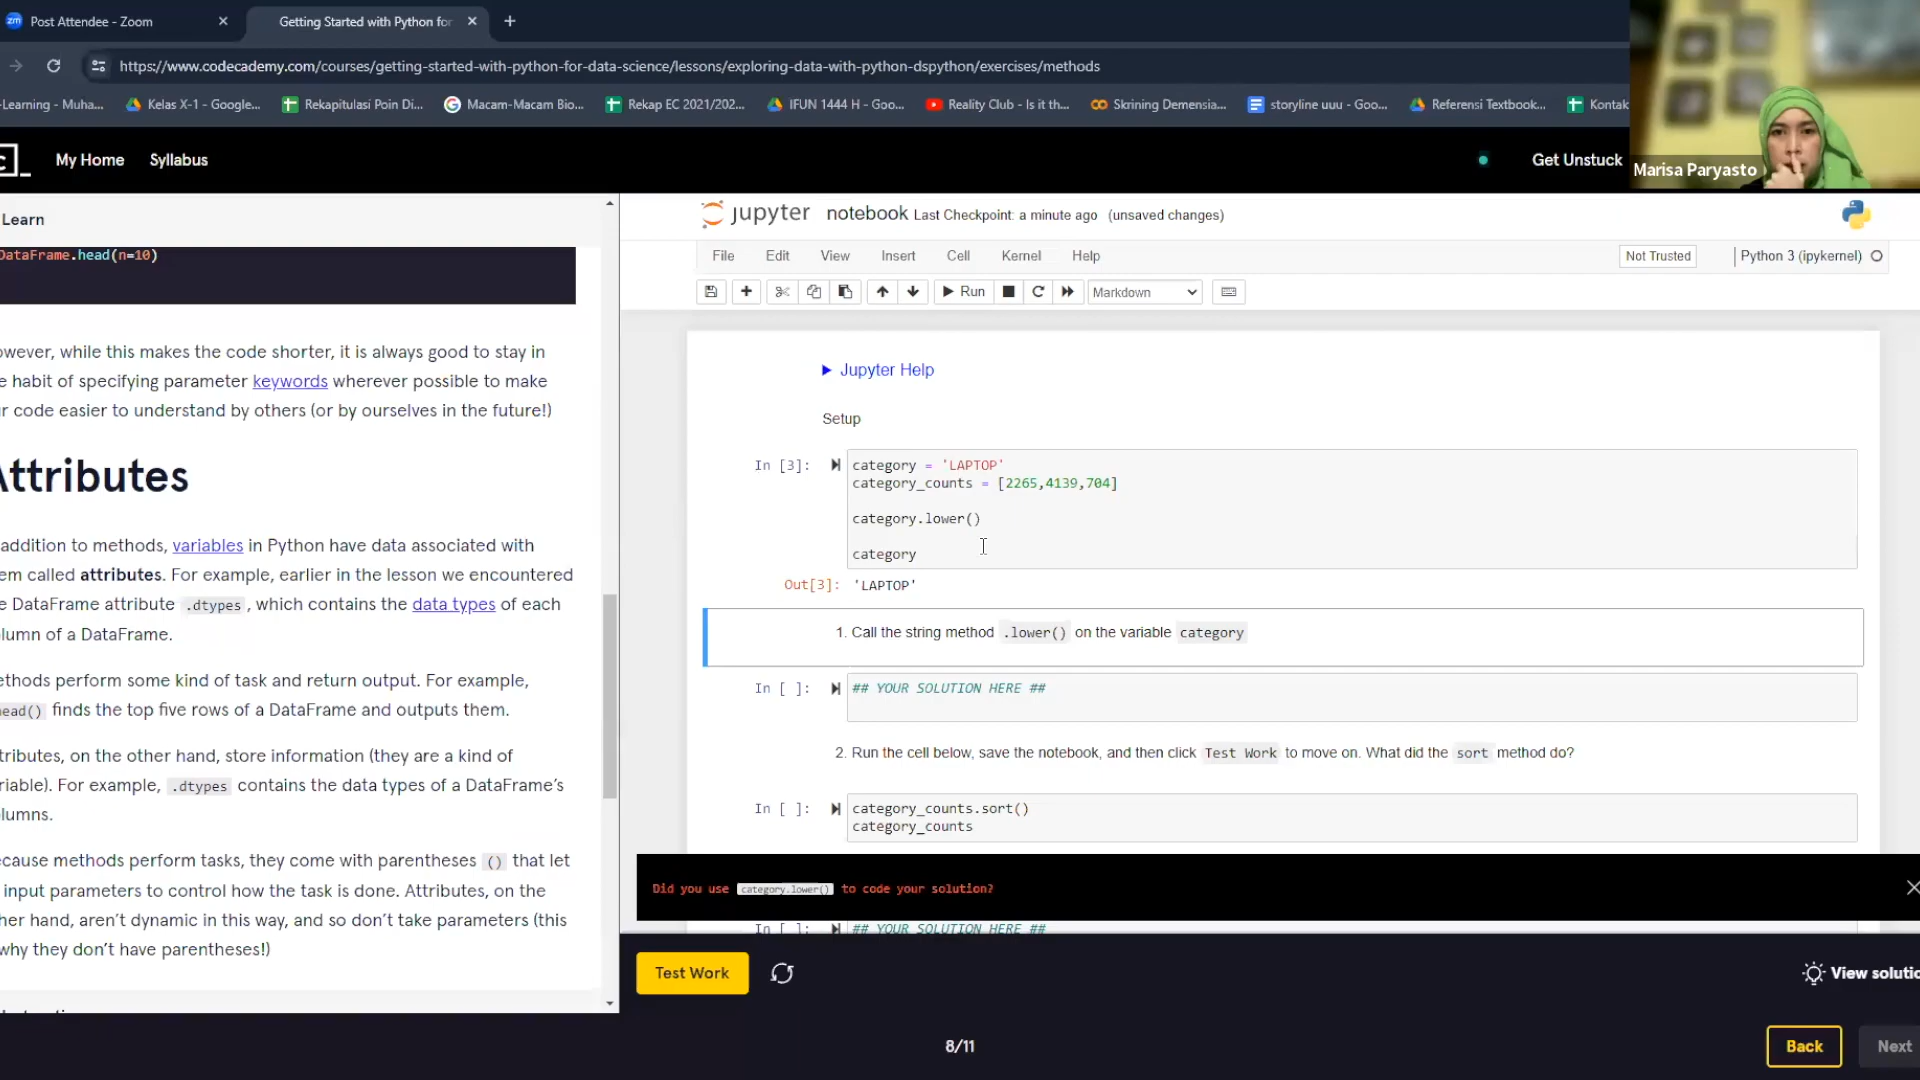 Post Attendee - Zoom
Getting Started with Python for
https://www.codecademy.com/courses/getting-started-with-python-for-data-science/lessons/exploring-data-with-python-dspython/exercises/methods
-Learning - Muha...
Kelas X-1 - Google...
Rekapitulasi Poin Di...
Macam-Macam Bio...
Rekap EC 2021/202...
IFUN 1444 H - Goo...
Reality Club - Is it th...
Skrining Demensia...
storyline uuu - Goo...
Referensi Textbook...
Kontak
My Home
Syllabus
Get Unstuck
Marisa Paryasto
Learn
DataFrame.head(n=10)
owever, while this makes the code shorter, it is always good to stay in
e habit of specifying parameter keywords wherever possible to make
r code easier to understand by others (or by ourselves in the future!)
Attributes
addition to methods, variables in Python have data associated with
em called attributes. For example, earlier in the lesson we encountered
e DataFrame attribute .dtypes, which contains the data types of each
lumn of a DataFrame.
ethods perform some kind of task and return output. For example,
head() finds the top five rows of a DataFrame and outputs them.
tributes, on the other hand, store information (they are a kind of
riable). For example, .dtypes contains the data types of a DataFrame's
lumns.
ecause methods perform tasks, they come with parentheses () that let
input parameters to control how the task is done. Attributes, on the
her hand, aren't dynamic in this way, and so don't take parameters (this
why they don't have parentheses!)
jupyter notebook Last Checkpoint: a minute ago (unsaved changes)
File Edit View Insert Cell Kernel Help
Not Trusted
Python 3 (ipykernel)
Run
Markdown
Jupyter Help
Setup
In [3]:
category = 'LAPTOP'
category_counts = [2265,4139,704]
category.lower()
category
Out[3]: 'LAPTOP'
1. Call the string method .lower() on the variable category
In [ ]: ## YOUR SOLUTION HERE ##
2. Run the cell below, save the notebook, and then click Test Work to move on. What did the sort method do?
In [ ]: category_counts.sort()
category_counts
Did you use category.lower() to code your solution?
In [ ]: ## YOUR SOLUTION HERE ##
Test Work
View solutio
8/11
Back
Next